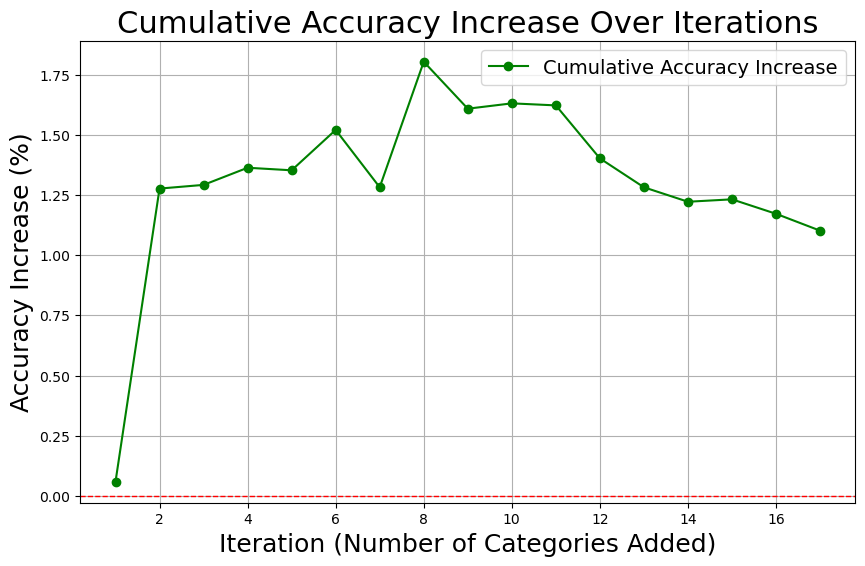 Cumulative Accuracy Increase Over Iterations
Cumulative Accuracy Increase
Accuracy Increase (%)
1.75
1.50
1.25
1.00
0.75
0.50
0.25
0.00
2 4 6 8 10 12 14 16
Iteration (Number of Categories Added)